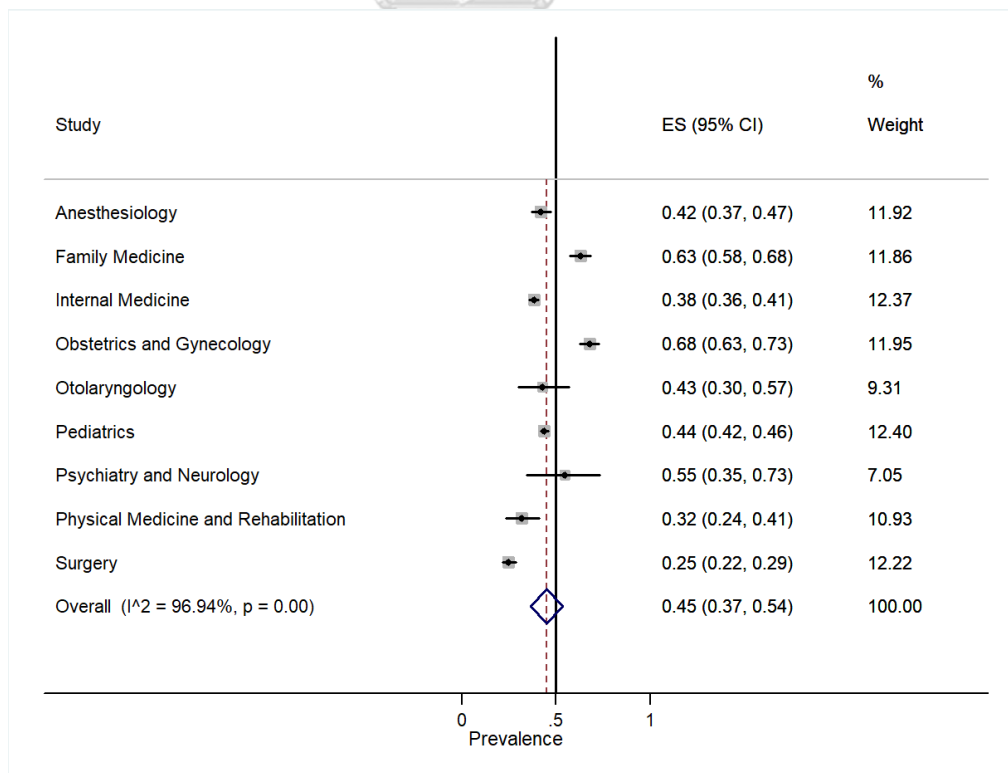 %
Study ES (95% CI) Weight
Anesthesiology 0.42 (0.37, 0.47) 11.92
Family Medicine 0.63 (0.58, 0.68) 11.86
Internal Medicine 0.38 (0.36, 0.41) 12.37
Obstetrics and Gynecology 0.68 (0.63, 0.73) 11.95
Otolaryngology 0.43 (0.30, 0.57) 9.31
Pediatrics 0.44 (0.42, 0.46) 12.40
Psychiatry and Neurology 0.55 (0.35, 0.73) 7.05
Physical Medicine and Rehabilitation 0.32 (0.24, 0.41) 10.93
Surgery 0.25 (0.22, 0.29) 12.22
Overall (I^2 = 96.94%, p = 0.00) 0.45 (0.37, 0.54) 100.00
0 .5 1
Prevalence